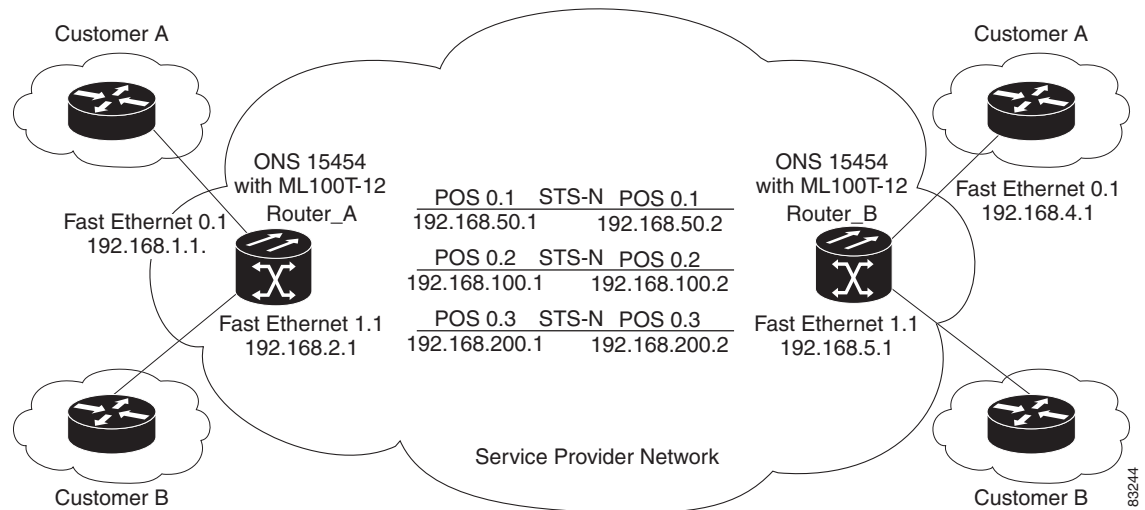 Customer A
Customer A
ONS 15454
with ML100T-12
Router_A
ONS 15454
with ML100T-12
Router_B
Fast Ethernet 0.1
192.168.1.1.
Fast Ethernet 0.1
192.168.4.1
POS 0.1 STS-N POS 0.1
192.168.50.1 192.168.50.2
POS 0.2 STS-N POS 0.2
192.168.100.1 192.168.100.2
POS 0.3 STS-N POS 0.3
192.168.200.1 192.168.200.2
Fast Ethernet 1.1
192.168.2.1
Fast Ethernet 1.1
192.168.5.1
Service Provider Network
Customer B
Customer B
83244